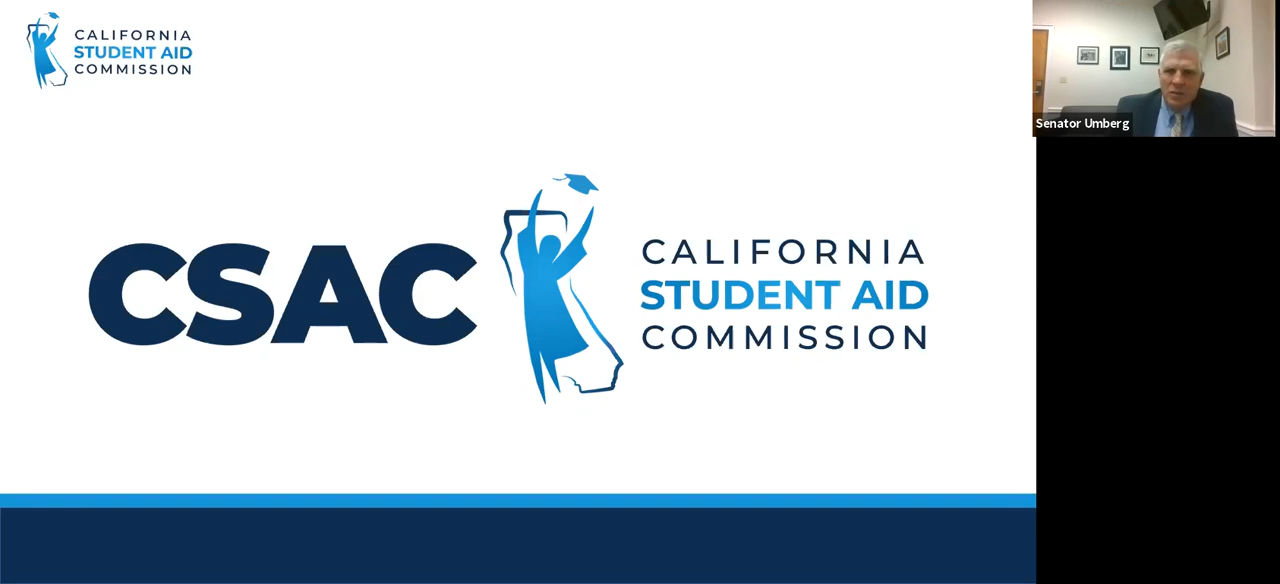 CALIFORNIA
STUDENT AID
COMMISSION
Senator Umberg
CSAC
CALIFORNIA
STUDENT AID
COMMISSION